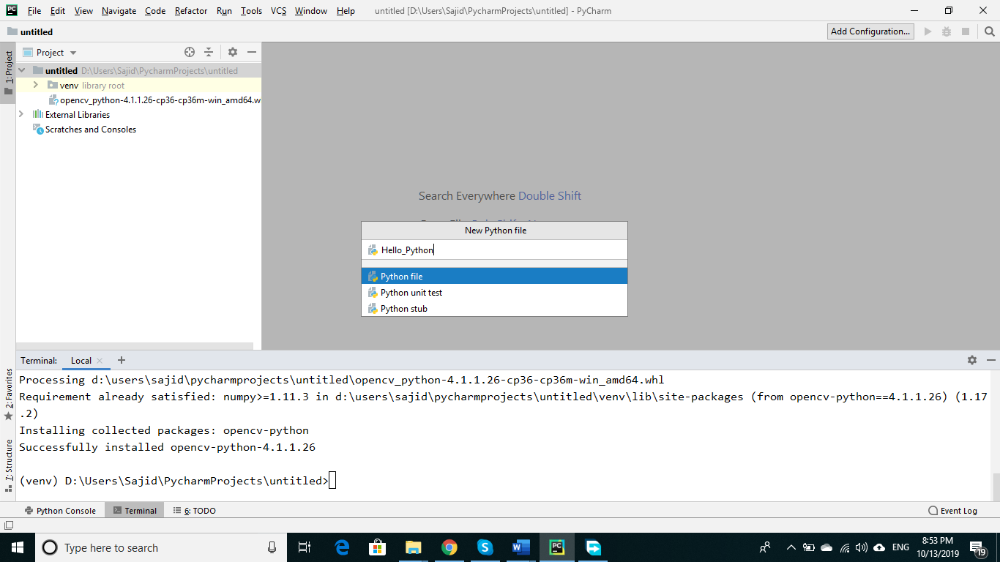 File Edit View Navigate Code Refactor Run Tools VCS Window Help untitled [D:\Users\Sajid\PycharmProjects\untitled] - PyCharm
untitled Add Configuration...
1: Project
Project
untitled D:\Users\Sajid\PycharmProjects\untitled
venv library root
opencv_python-4.1.1.26-cp36-cp36m-win_amd64.w
External Libraries
Scratches and Consoles
Search Everywhere Double Shift
New Python file
Hello_Python
Python file
Python unit test
Python stub
Terminal: Local
2: Favorites
7: Structure
Processing d:\users\sajid\pycharmprojects\untitled\opencv_python-4.1.1.26-cp36-cp36m-win_amd64.whl
Requirement already satisfied: numpy>=1.11.3 in d:\users\sajid\pycharmprojects\untitled\venv\lib\site-packages (from opencv-python==4.1.1.26) (1.17
.2)
Installing collected packages: opencv-python
Successfully installed opencv-python-4.1.1.26
(venv) D:\Users\Sajid\PycharmProjects\untitled>
Python Console Terminal 6: TODO Event Log
Type here to search
ENG
8:53 PM
10/13/2019
19